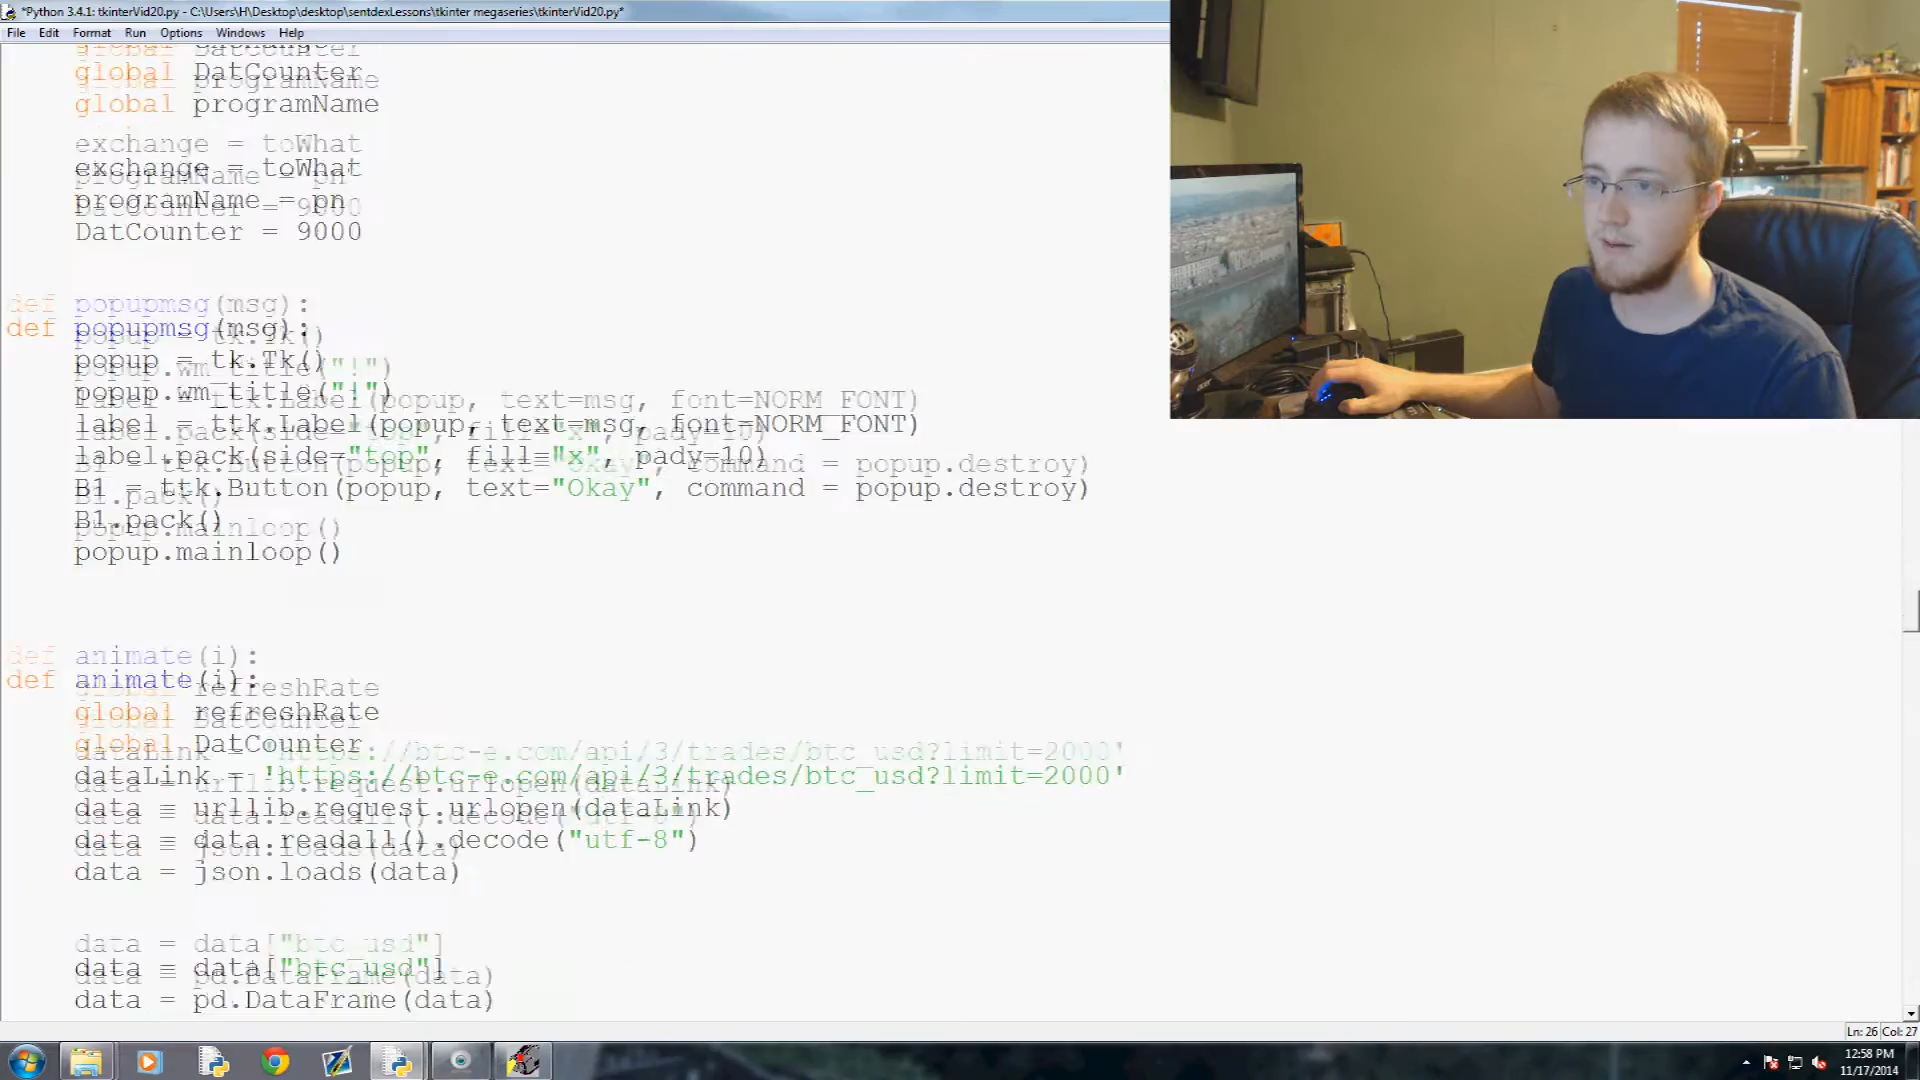 *Python 3.4.1: tkinterVid20.py - C:\Users\H\Desktop\desktop\sentdexLessons\tkinter megaseries\tkinterVid20.py*
File Edit Format Run Options Windows Help
global DatCounter
global programName
exchange = toWhat
programName = pn
DatCounter = 9000
def popupmsg(msg):
popup = tk.Tk()
popup.wm_title("!")
label = ttk.Label(popup, text=msg, font=NORM_FONT)
label.pack(side="top", fill="x", pady=10)
B1 = ttk.Button(popup, text="Okay", command = popup.destroy)
B1.pack()
popup.mainloop()
def animate(i):
global refreshRate
global DatCounter
dataLink = 'https://btc-e.com/api/3/trades/btc_usd?limit=2000'
data = urllib.request.urlopen(dataLink)
data = data.readall().decode("utf-8")
data = json.loads(data)
data = data["btc_usd"]
data = pd.DataFrame(data)
Ln: 26 Col: 27
12:58 PM
11/17/2014